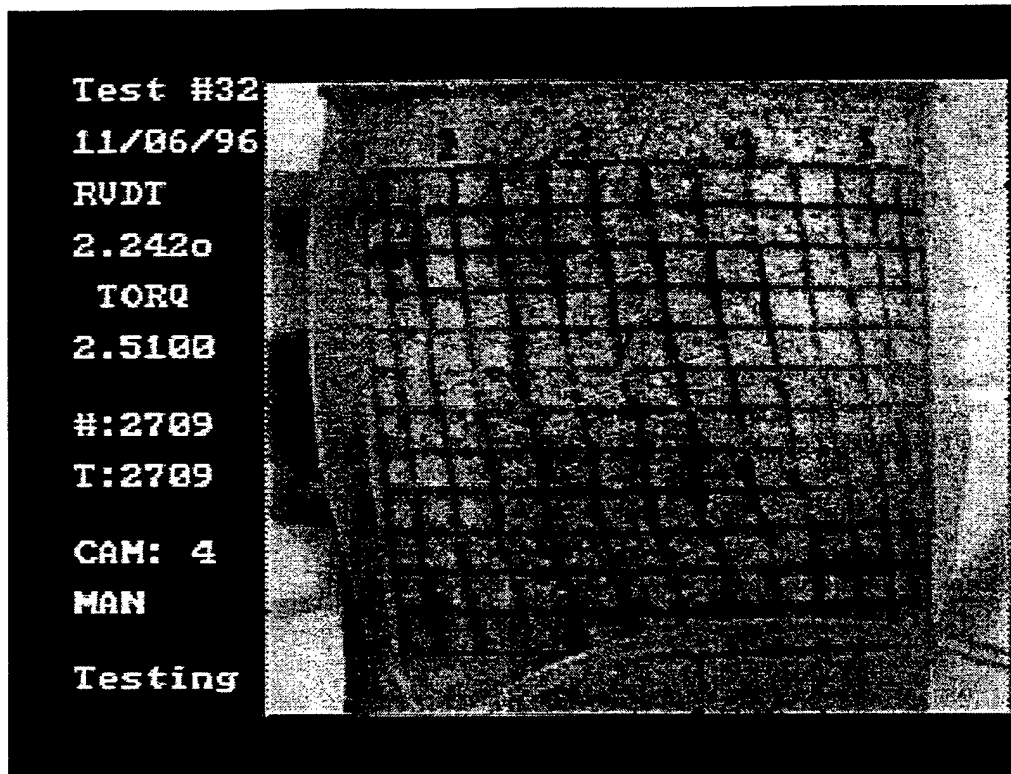 Test #32
11/06/96
RVDT
2.242o
TORQ
2.5100
#:2709
T:2709
CAM: 4
MAN
Testing